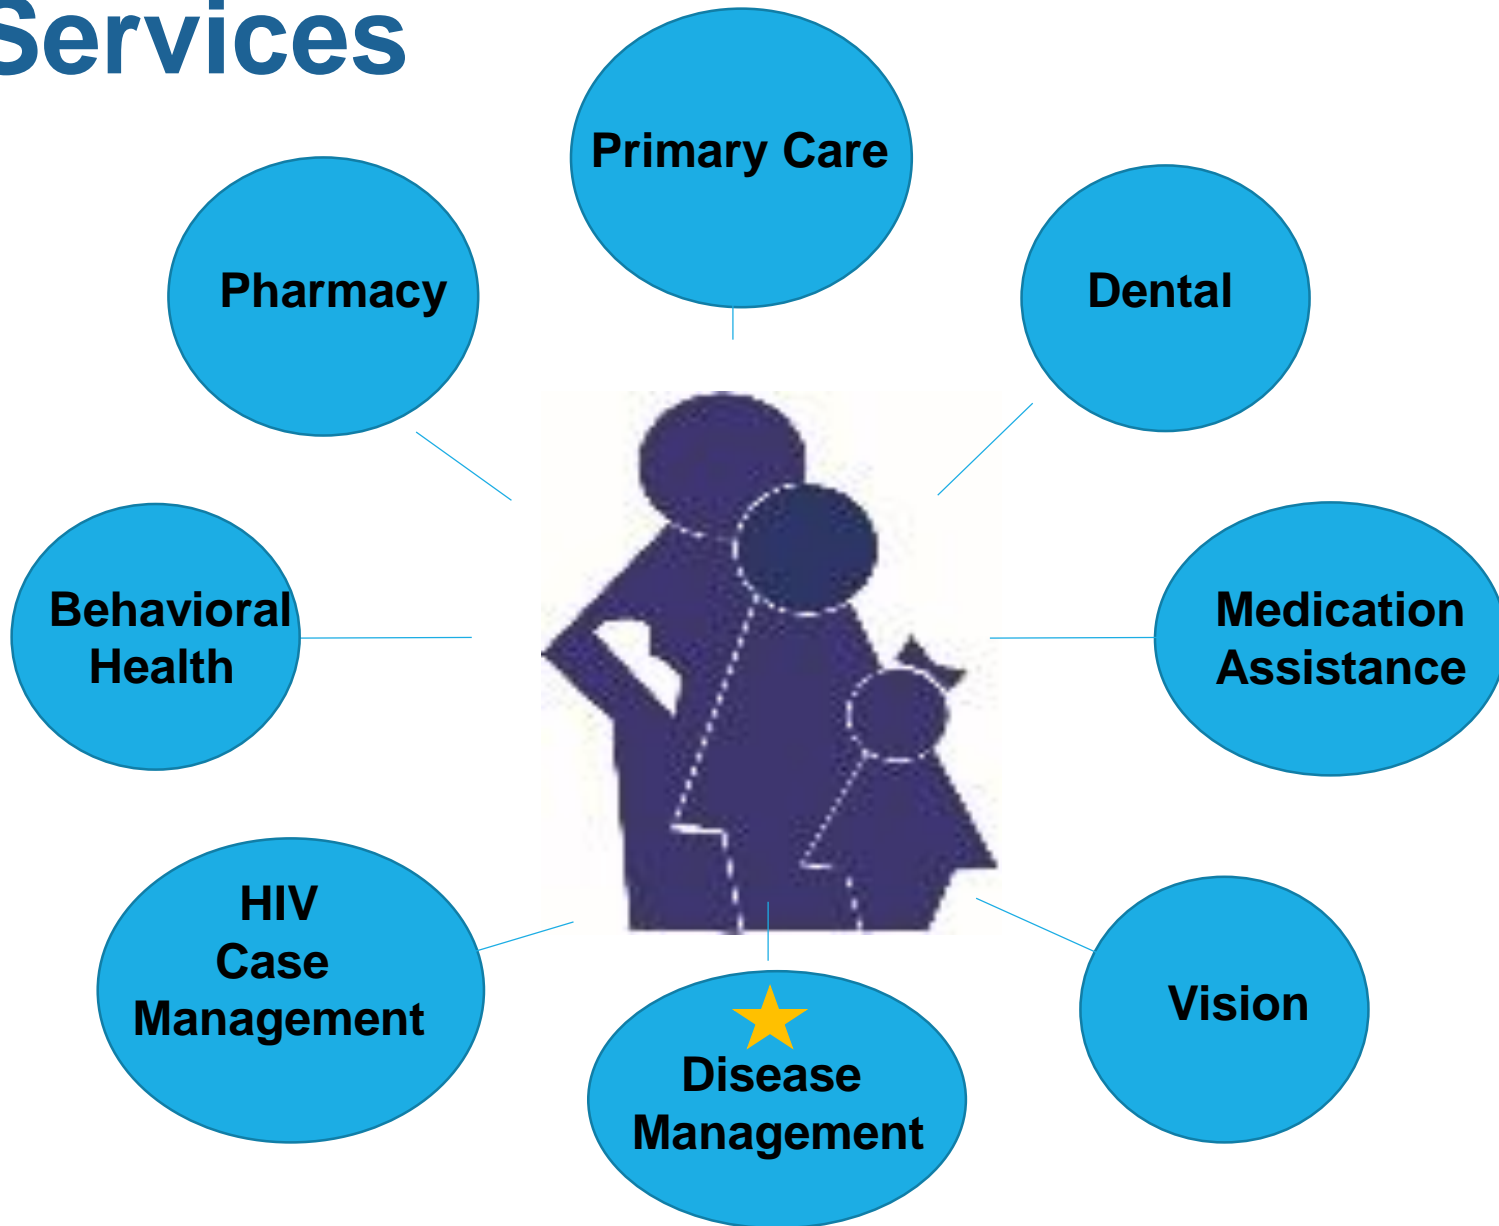 Services
Primary Care
Pharmacy
Dental
Behavioral
Health
Medication
Assistance
HIV
Case
Management
Vision
Disease
Management